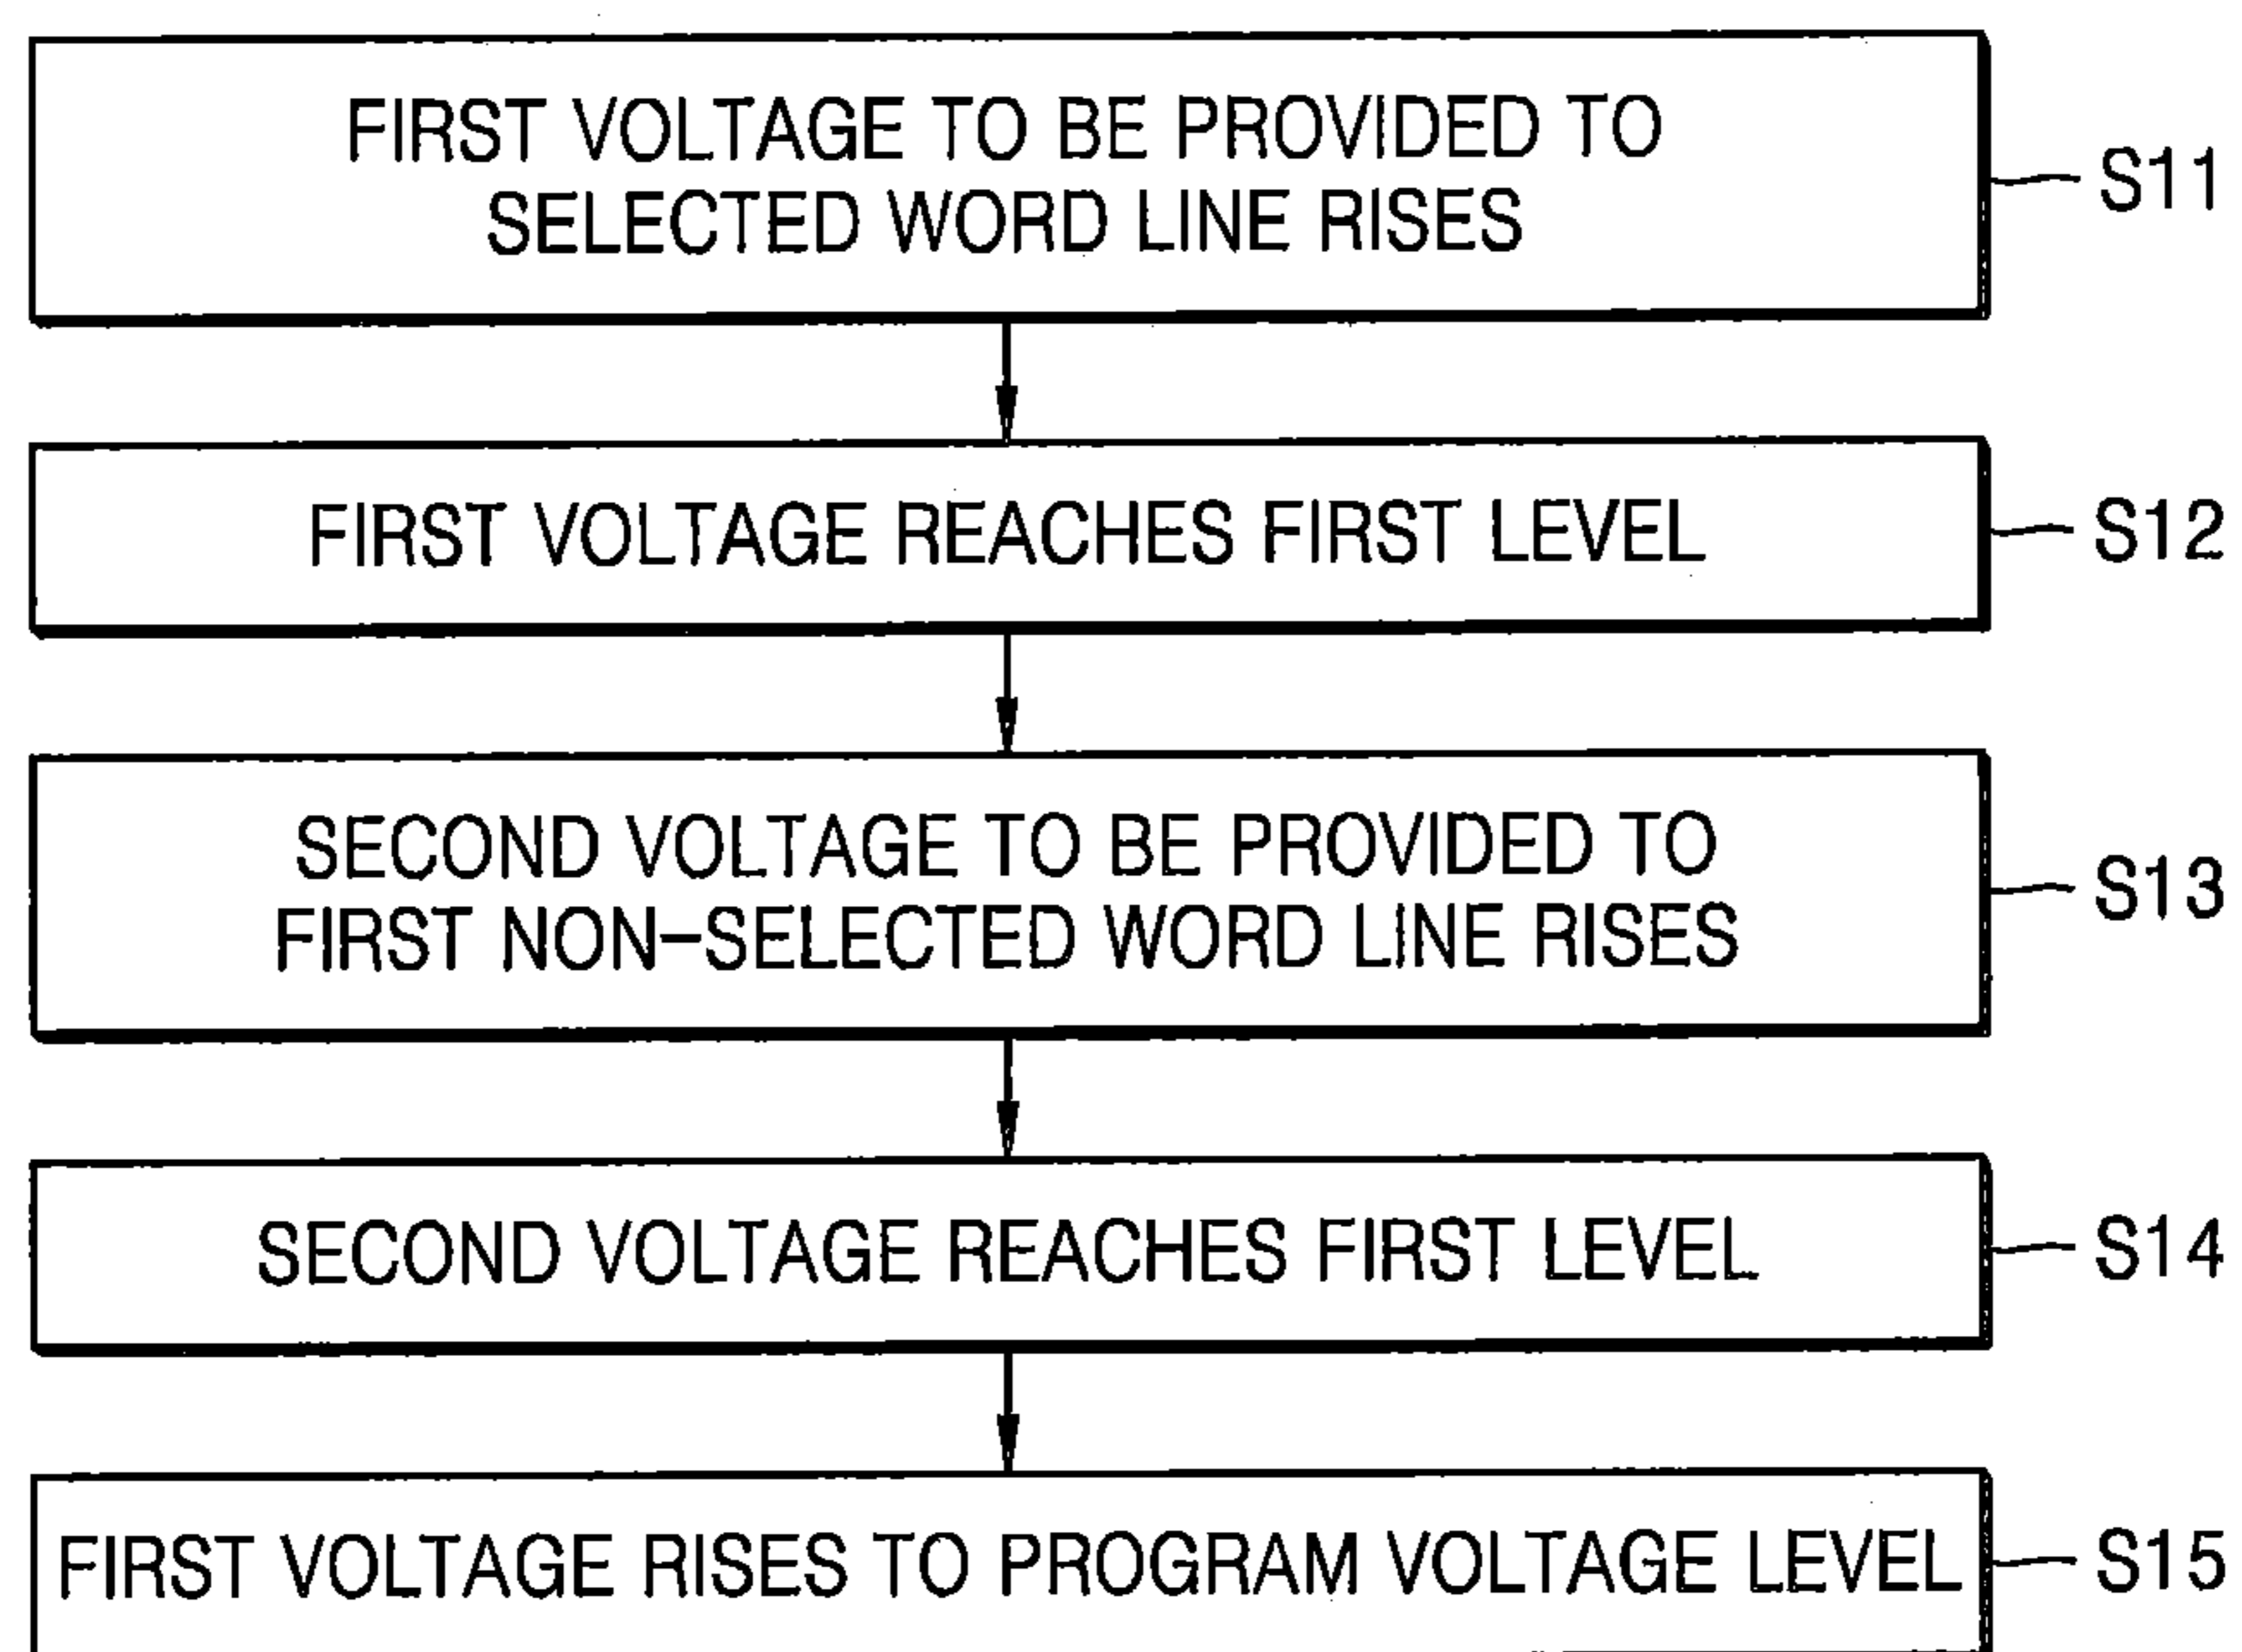 FIRST VOLTAGE TO BE PROVIDED TO
SELECTED WORD LINE RISES
S11
FIRST VOLTAGE REACHES FIRST LEVEL
S12
SECOND VOLTAGE TO BE PROVIDED TO
FIRST NON-SELECTED WORD LINE RISES
S13
SECOND VOLTAGE REACHES FIRST LEVEL
S14
FIRST VOLTAGE RISES TO PROGRAM VOLTAGE LEVEL
S15